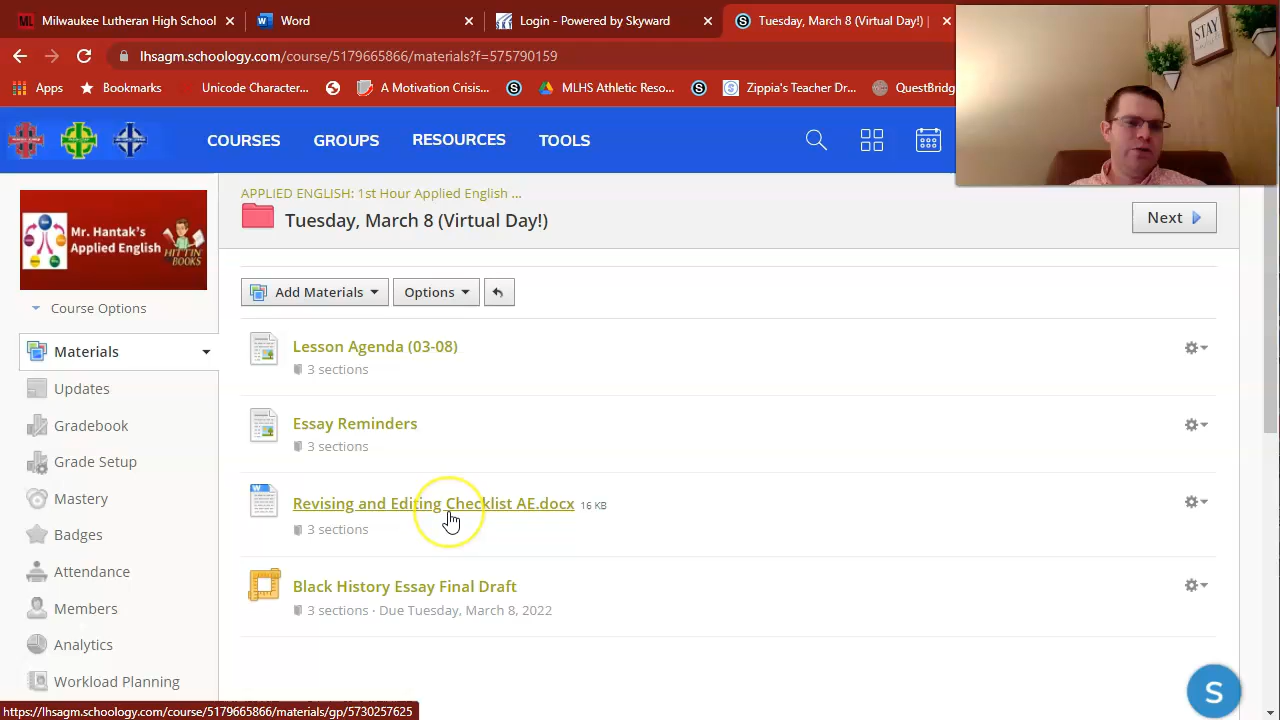 Milwaukee Lutheran High School
Word
Login - Powered by Skyward
Tuesday, March 8 (Virtual Day!) |
lhsagm.schoology.com/course/5179665866/materials?f=575790159
Apps
Bookmarks
Unicode Character...
A Motivation Crisis...
MLHS Athletic Reso...
Zippia's Teacher Dr...
QuestBridg
STAY
COURSES
GROUPS
RESOURCES
TOOLS
Mr. Hantak's
Applied English
HITTIN'
BOOKS
Course Options
Materials
Updates
Gradebook
Grade Setup
Mastery
Badges
Attendance
Members
Analytics
Workload Planning
APPLIED ENGLISH: 1st Hour Applied English ...
Tuesday, March 8 (Virtual Day!)
Next
Add Materials
Options
Lesson Agenda (03-08)
3 sections
Essay Reminders
3 sections
Revising and Editing Checklist AE.docx 16 KB
3 sections
Black History Essay Final Draft
3 sections · Due Tuesday, March 8, 2022
S
https://lhsagm.schoology.com/course/5179665866/materials/gp/5730257625